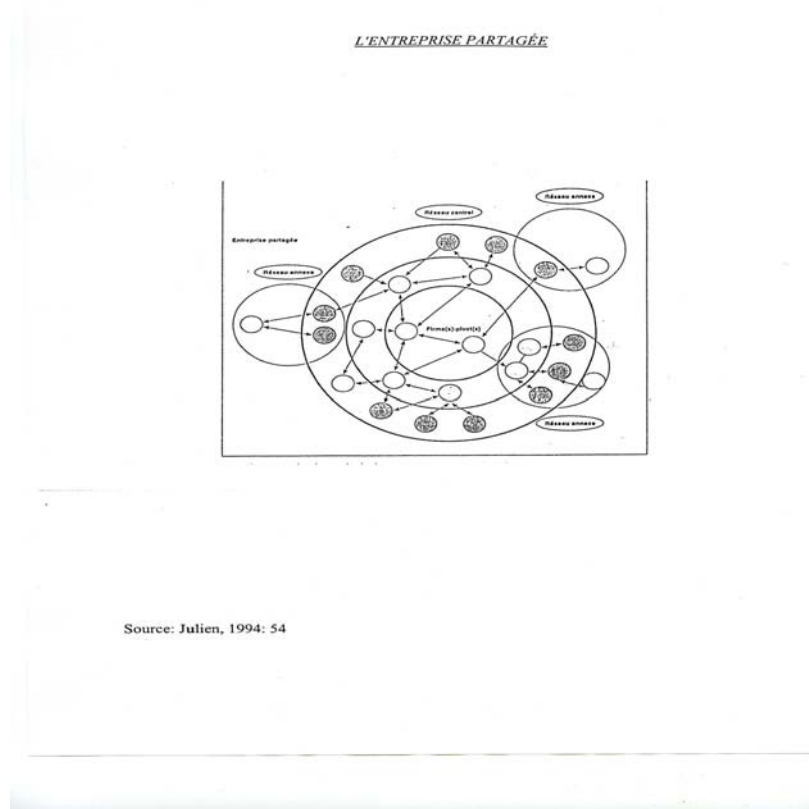 L'ENTREPRISE PARTAGÉE
Réseau annexe
Réseau central
Entreprise partagée
Réseau annexe
Firme(s)-pivot(s)
Réseau annexe
Source: Julien, 1994: 54